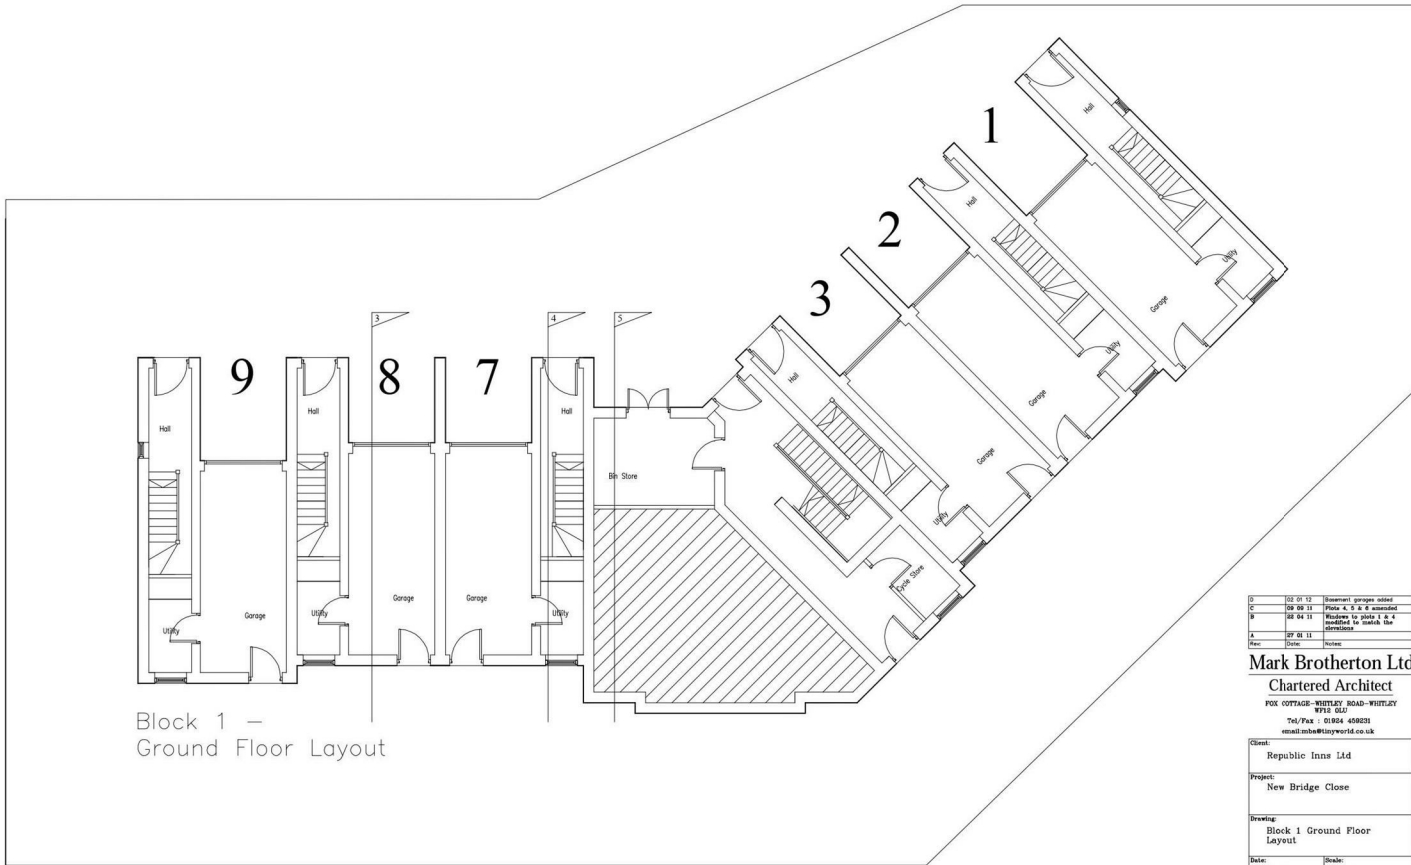 1
Hall
Utility
Garage
2
Hall
Utility
Garage
3
Hall
Utility
Garage
3
4
5
9
8
7
Hall
Hall
Hall
Bin Store
Cycle Store
Garage
Garage
Garage
Utility
Utility
Block 1 -
Ground Floor Layout
D 02 01 12 Basement garages added
C 09 09 11 Plots 4, 5 & 6 amended
B 22 04 11 Windows to plots 1 & 4
modified to match the
elevations
A 27 01 11
Rev: Date: Notes:
Mark Brotherton Ltd
Chartered Architect
FOX COTTAGE-WHITLEY ROAD-WHITLEY
WF12 0LU
Tel/Fax : 01924 459231
email:mba@tinyworld.co.uk
Client:
Republic Inns Ltd
Project:
New Bridge Close
Drawing:
Block 1 Ground Floor
Layout
Date: Scale: